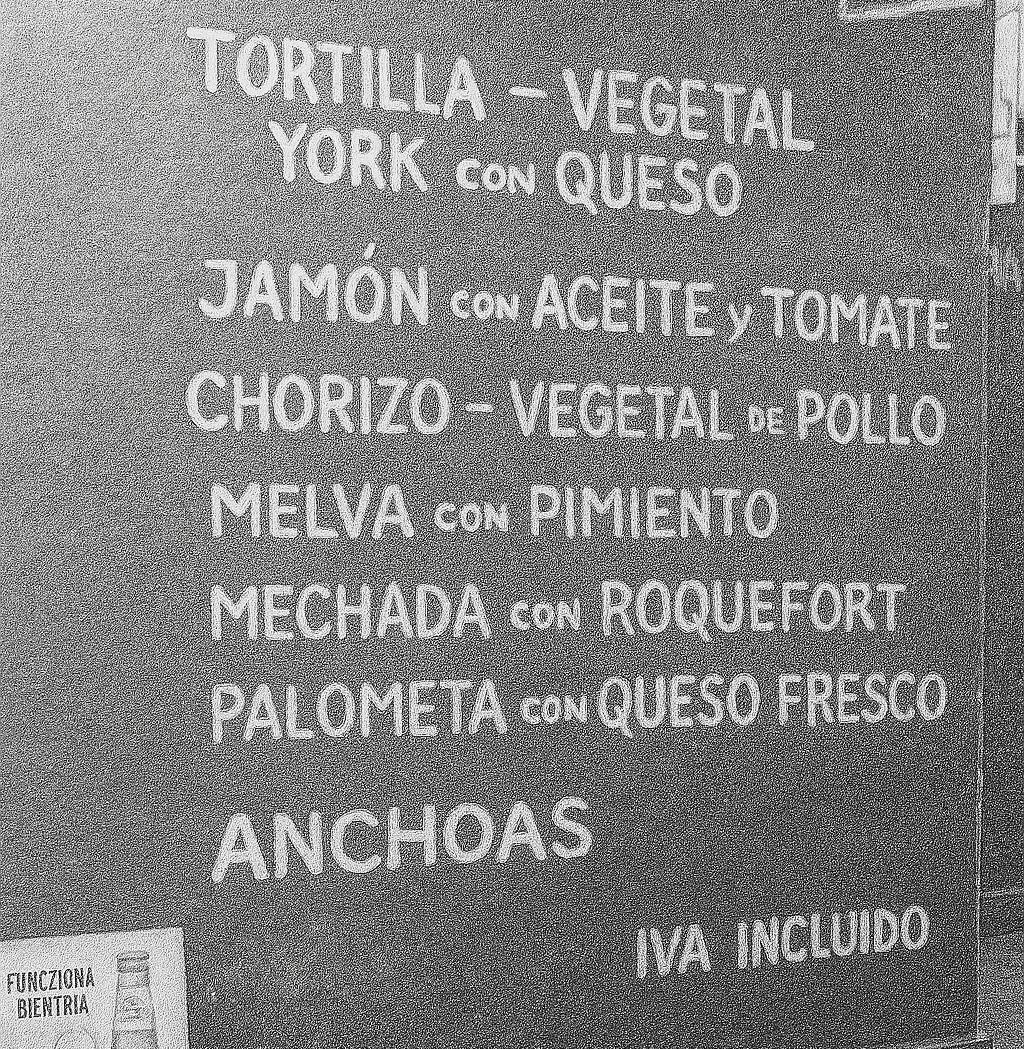 TORTILLA - VEGETAL
YORK CON QUESO
JAMÓN CON ACEITE Y TOMATE
CHORIZO - VEGETAL DE POLLO
MELVA CON PIMIENTO
MECHADA CON ROQUEFORT
PALOMETA CON QUESO FRESCO
ANCHOAS
IVA INCLUIDO
FUNCZIONA
BIENTRIA